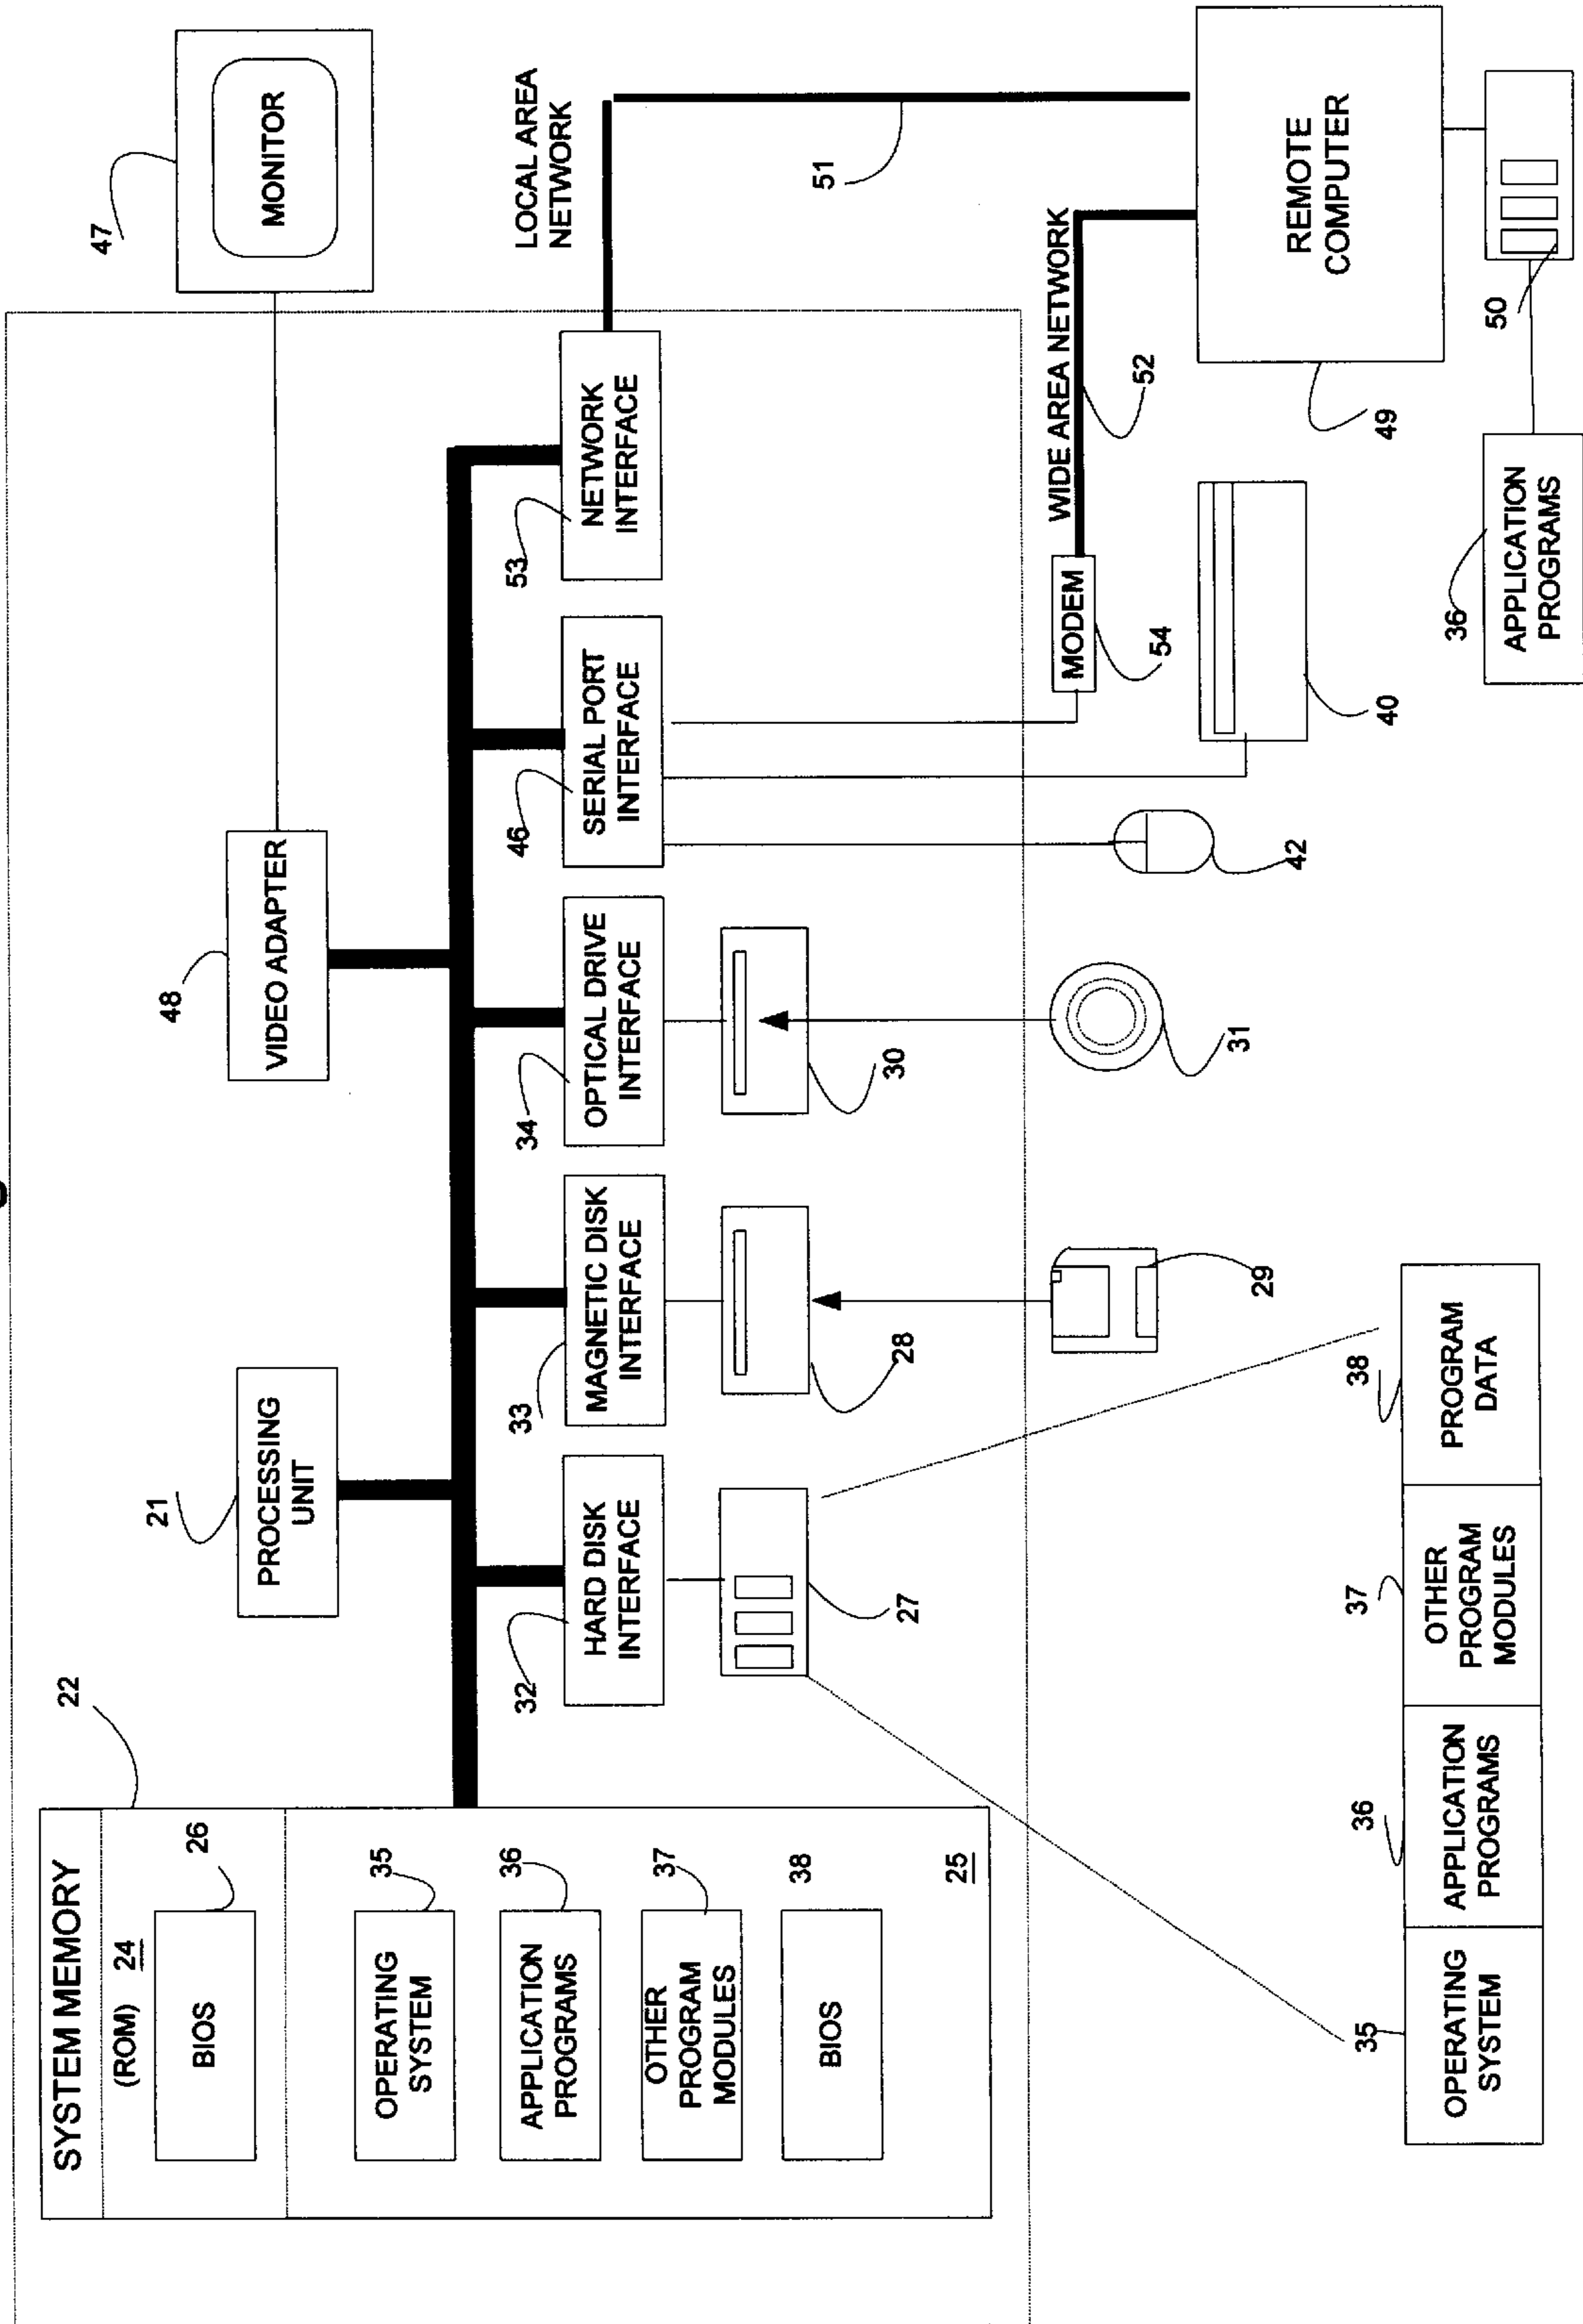 SYSTEM MEMORY
22
(ROM) 24
26
BIOS
35
OPERATING
SYSTEM
36
APPLICATION
PROGRAMS
37
OTHER
PROGRAM
MODULES
38
BIOS
25
21
PROCESSING
UNIT
48
VIDEO ADAPTER
47
MONITOR
32
HARD DISK
INTERFACE
33
MAGNETIC DISK
INTERFACE
34
OPTICAL DRIVE
INTERFACE
46
SERIAL PORT
INTERFACE
53
NETWORK
INTERFACE
LOCAL AREA
NETWORK
27
28
30
29
31
42
40
MODEM
54
WIDE AREA NETWORK
52
51
REMOTE
COMPUTER
49
50
35
OPERATING
SYSTEM
36
APPLICATION
PROGRAMS
37
OTHER
PROGRAM
MODULES
38
PROGRAM
DATA
36
APPLICATION
PROGRAMS